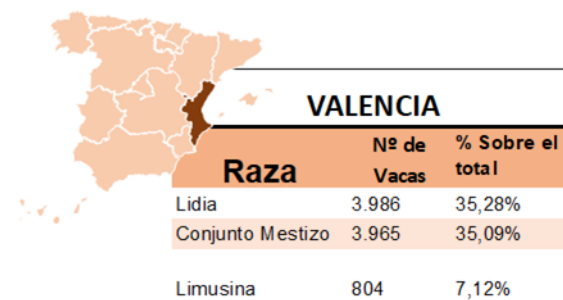 VALENCIA
Raza Nº de Vacas % Sobre el total
Lidia 3.986 35,28%
Conjunto Mestizo 3.965 35,09%
Limusina 804 7,12%